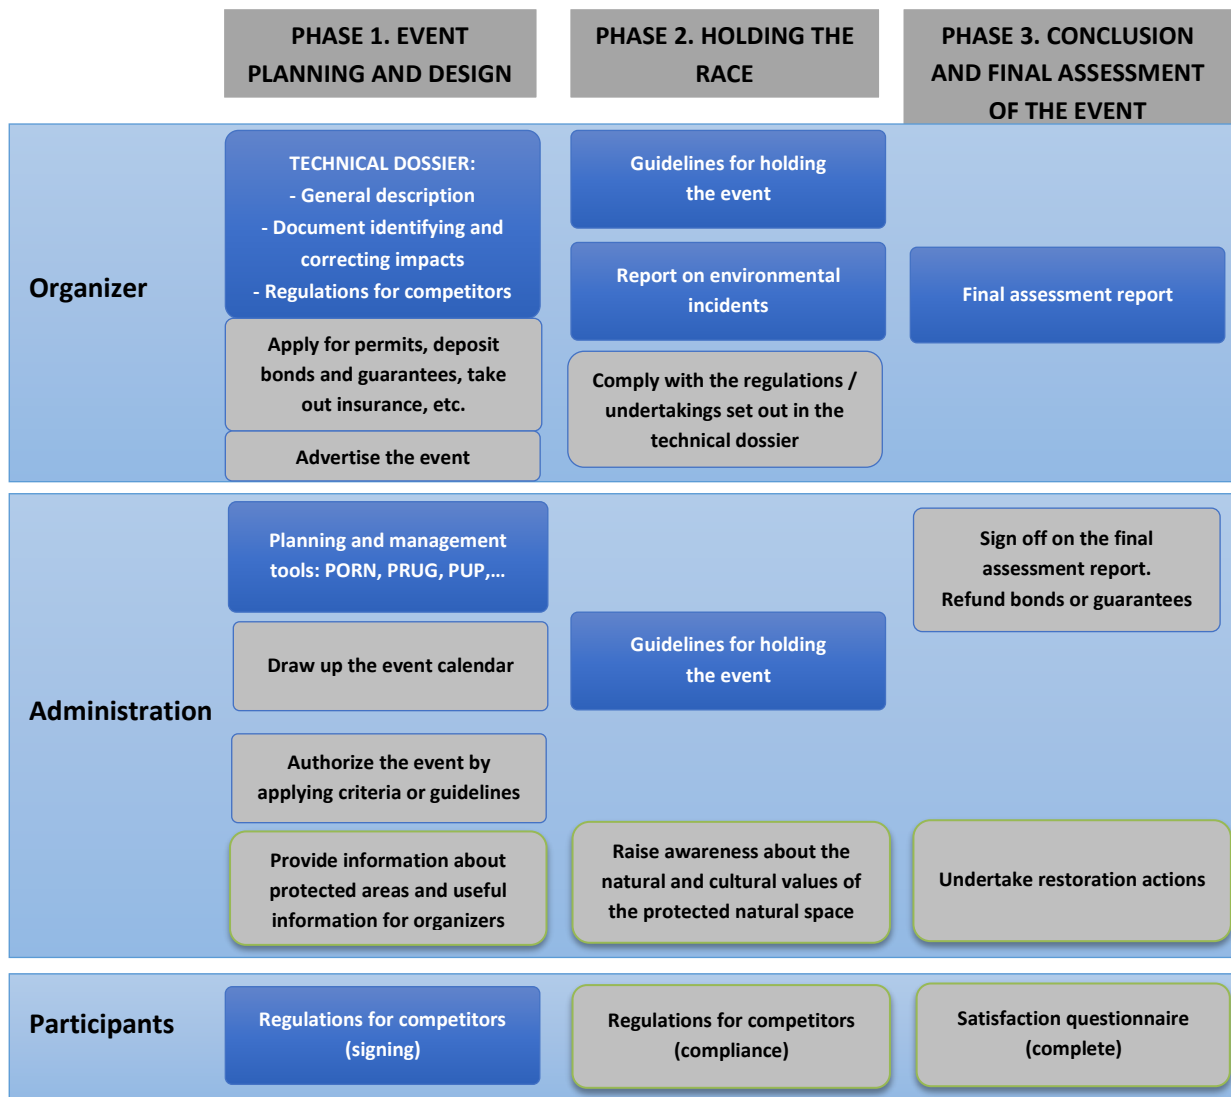 PHASE 1. EVENT
PLANNING AND DESIGN
PHASE 2. HOLDING THE
RACE
PHASE 3. CONCLUSION
AND FINAL ASSESSMENT
OF THE EVENT
Organizer
TECHNICAL DOSSIER:
- General description
- Document identifying and
correcting impacts
- Regulations for competitors
Apply for permits, deposit
bonds and guarantees, take
out insurance, etc.
Advertise the event
Guidelines for holding
the event
Report on environmental
incidents
Comply with the regulations /
undertakings set out in the
technical dossier
Final assessment report
Administration
Planning and management
tools: PORN, PRUG, PUP,...
Draw up the event calendar
Authorize the event by
applying criteria or guidelines
Provide information about
protected areas and useful
information for organizers
Guidelines for holding
the event
Raise awareness about the
natural and cultural values of
the protected natural space
Sign off on the final
assessment report.
Refund bonds or guarantees
Undertake restoration actions
Participants
Regulations for competitors
(signing)
Regulations for competitors
(compliance)
Satisfaction questionnaire
(complete)